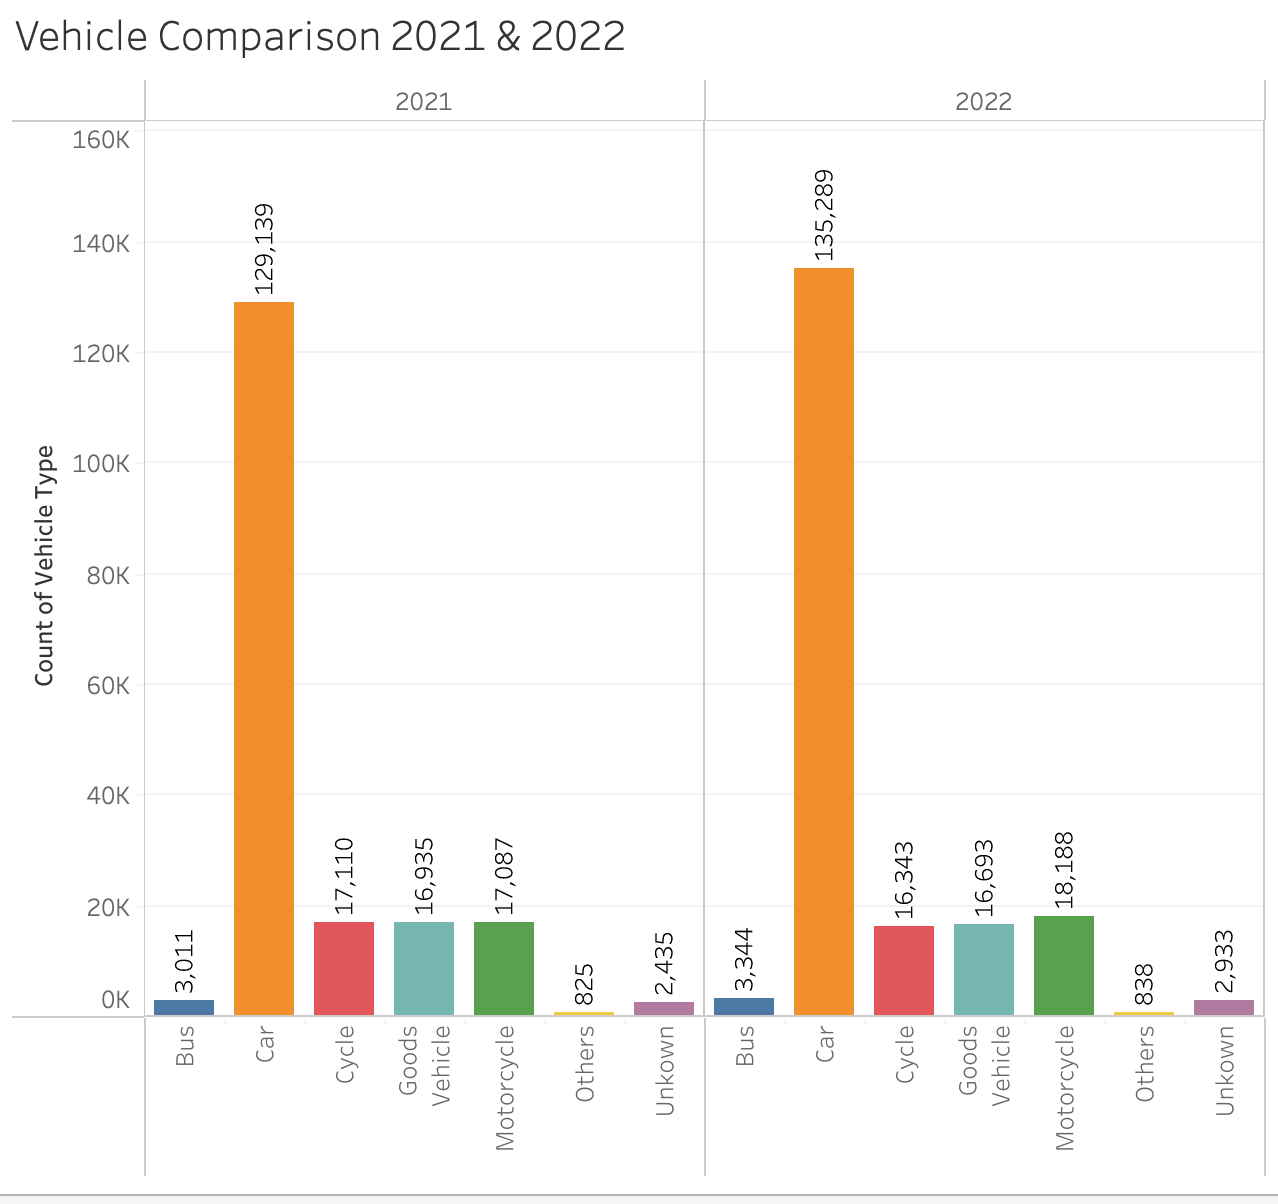 Vehicle Comparison 2021 & 2022
2021
2022
Count of Vehicle Type
160K
140K
120K
100K
80K
60K
40K
20K
0K
3,011
129,139
17,110
16,935
17,087
825
2,435
3,344
135,289
16,343
16,693
18,188
838
2,933
Bus
Car
Cycle
Goods
Vehicle
Motorcycle
Others
Unkown
Bus
Car
Cycle
Goods
Vehicle
Motorcycle
Others
Unkown